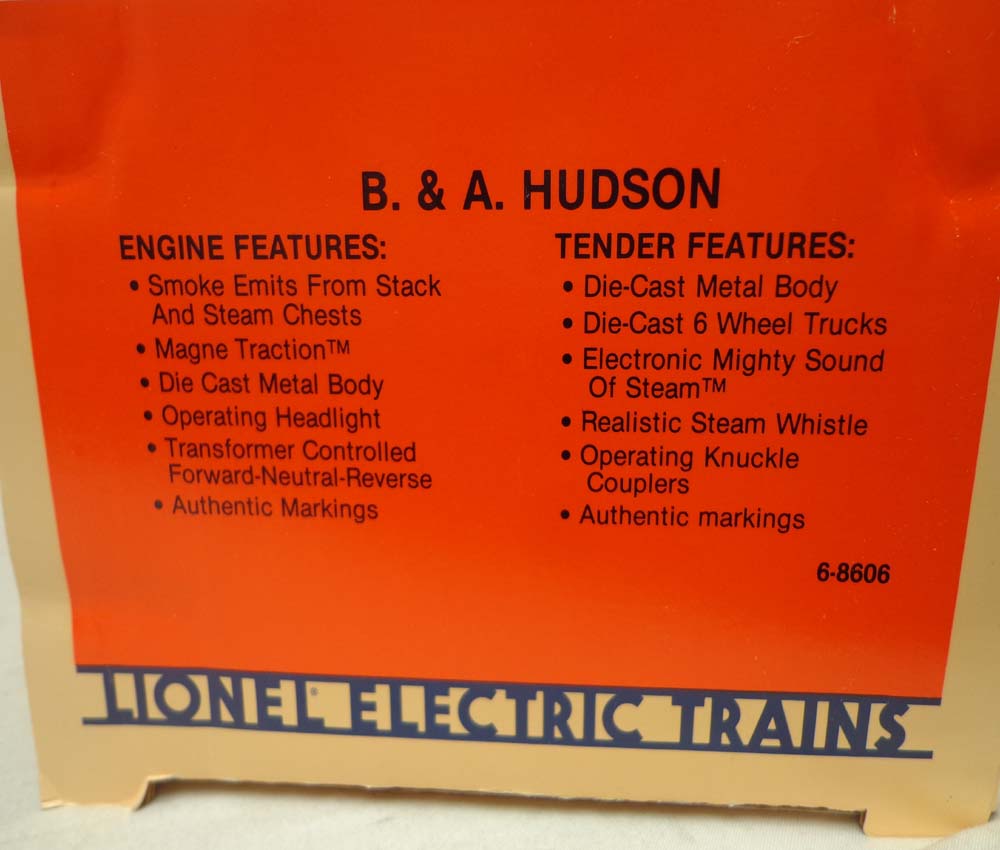 B. & A. HUDSON
ENGINE FEATURES:
• Smoke Emits From Stack
And Steam Chests
• Magne Traction™
• Die Cast Metal Body
• Operating Headlight
• Transformer Controlled
Forward-Neutral-Reverse
• Authentic Markings
TENDER FEATURES:
• Die-Cast Metal Body
• Die-Cast 6 Wheel Trucks
• Electronic Mighty Sound
Of Steam™
• Realistic Steam Whistle
• Operating Knuckle
Couplers
• Authentic markings
6-8606
LIONEL® ELECTRIC TRAINS